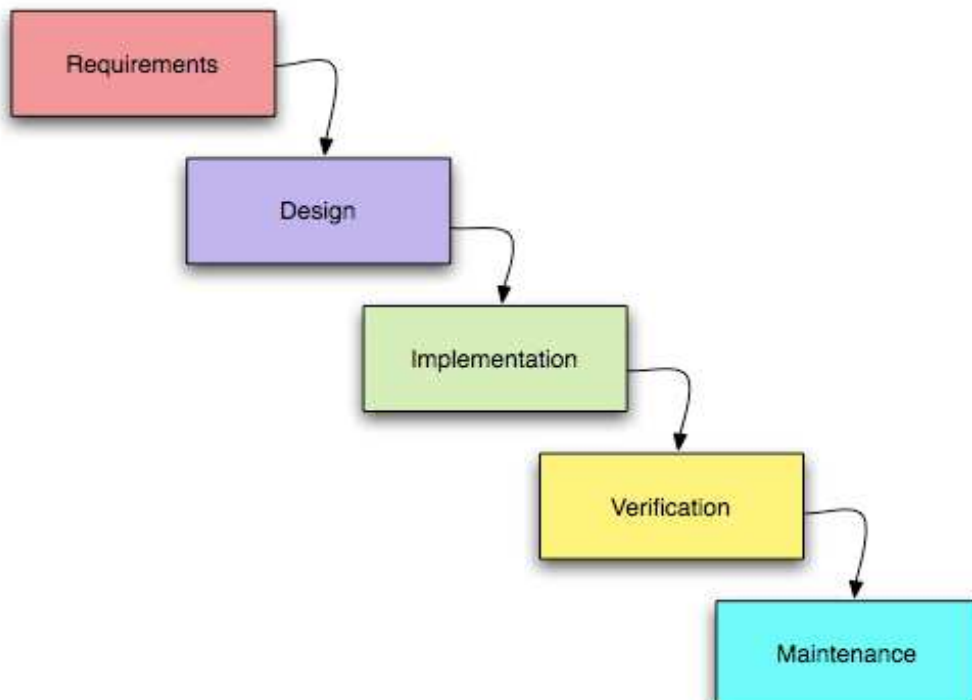 Requirements
Design
Implementation
Verification
Maintenance